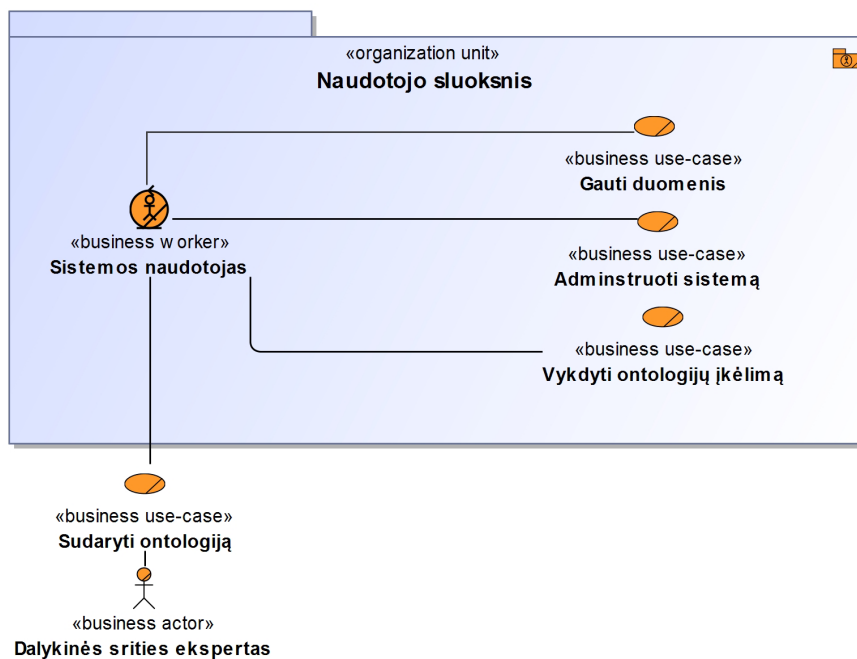 «organization unit»
Naudotojo sluoksnis
«business use-case»
Gauti duomenis
«business worker»
Sistemos naudotojas
«business use-case»
Adminstruoti sistemą
«business use-case»
Vykdyti ontologijų įkėlimą
«business use-case»
Sudaryti ontologiją
«business actor»
Dalykinės srities ekspertas